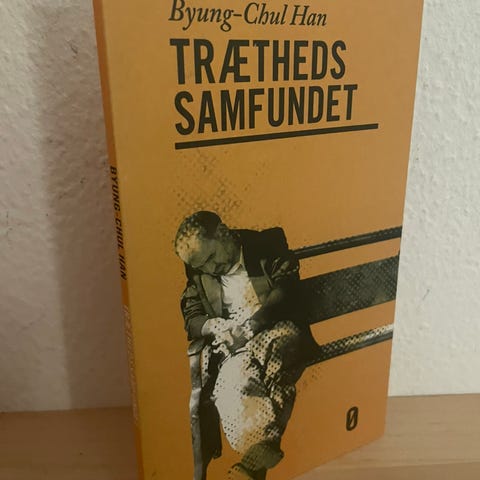 Byung-Chul Han
TRÆTHEDS
SAMFUNDET
Ø
BYUNG-CHUL HAN